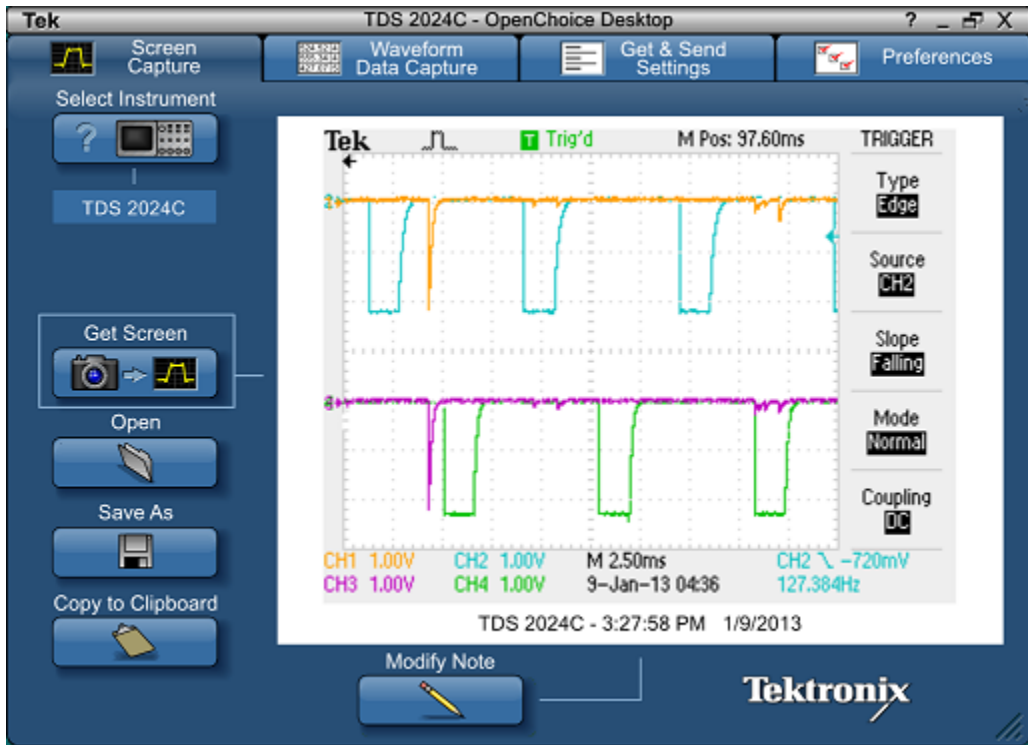 Tek TDS 2024C - OpenChoice Desktop ? _ X
Screen
Capture
Waveform
Data Capture
Get & Send
Settings
Preferences
Select Instrument
?
TDS 2024C
Get Screen
Open
Save As
Copy to Clipboard
Tek T Trig'd M Pos: 97.60ms TRIGGER
Type
Edge
Source
CH2
Slope
Falling
Mode
Normal
Coupling
DC
CH1 1.00V CH2 1.00V M 2.50ms CH2 -720mV
CH3 1.00V CH4 1.00V 9-Jan-13 04:36 127.384Hz
TDS 2024C - 3:27:58 PM 1/9/2013
Modify Note
Tektronix